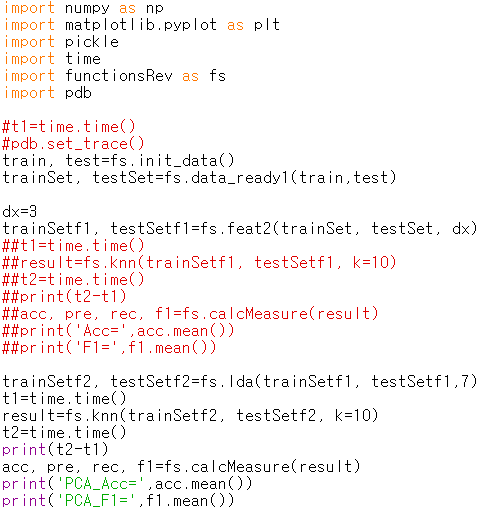 import numpy as np
import matplotlib.pyplot as plt
import pickle
import time
import functionsRev as fs
import pdb
#t1=time.time()
#pdb.set_trace()
train, test=fs.init_data()
trainSet, testSet=fs.data_ready1(train,test)
dx=3
trainSetf1, testSetf1=fs.feat2(trainSet, testSet, dx)
##t1=time.time()
##result=fs.knn(trainSetf1, testSetf1, k=10)
##t2=time.time()
##print(t2-t1)
##acc, pre, rec, f1=fs.calcMeasure(result)
##print('Acc=',acc.mean())
##print('F1=',f1.mean())
trainSetf2, testSetf2=fs.lda(trainSetf1, testSetf1,7)
t1=time.time()
result=fs.knn(trainSetf2, testSetf2, k=10)
t2=time.time()
print(t2-t1)
acc, pre, rec, f1=fs.calcMeasure(result)
print('PCA_Acc=',acc.mean())
print('PCA_F1=',f1.mean())